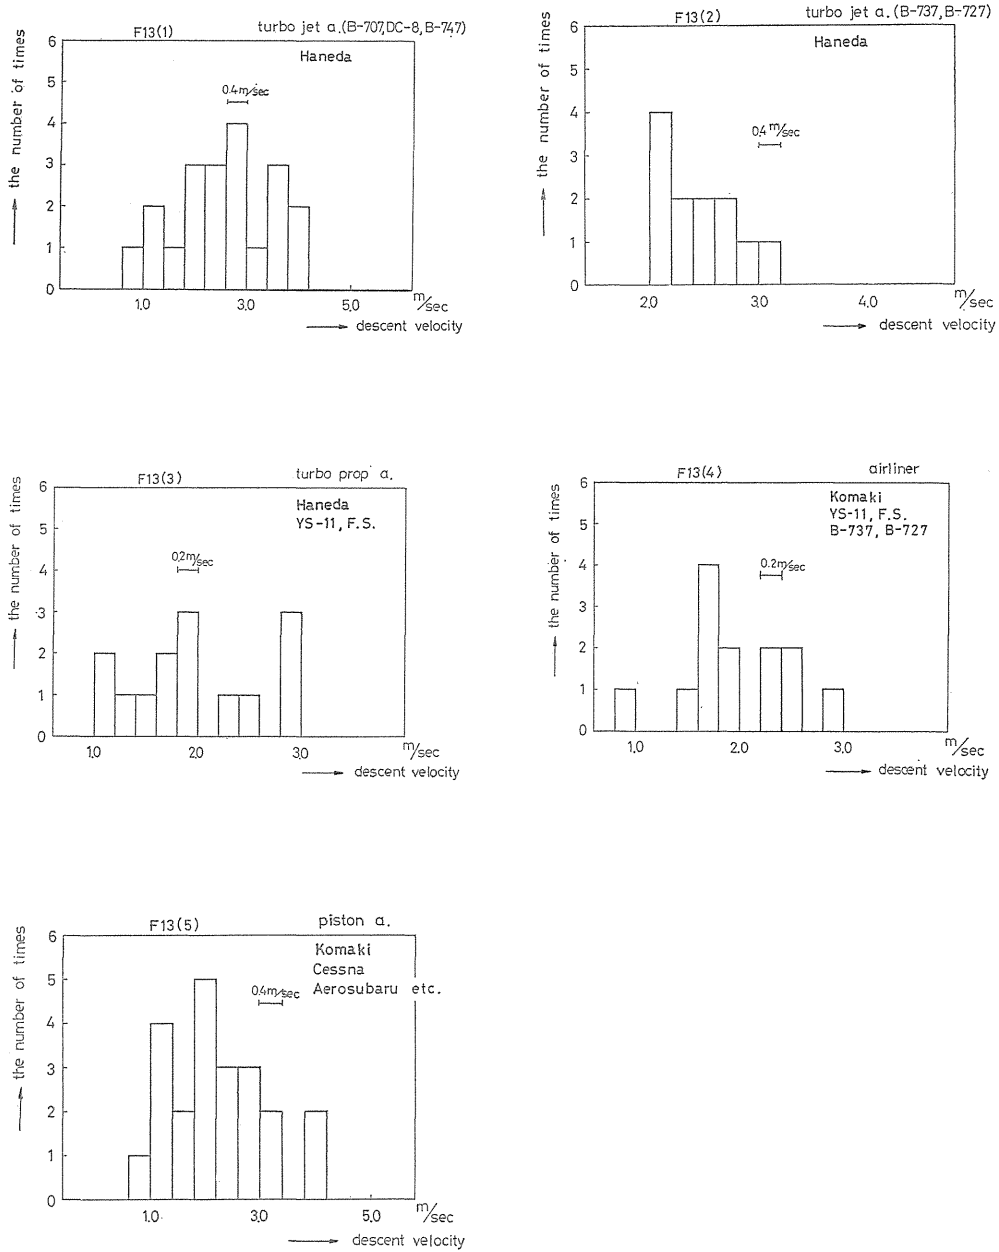 F13(1)
turbo jet a.(B-707,DC-8,B-747)
Haneda
0.4m/sec
the number of times
6
5
4
3
2
1
0
1.0 3.0 5.0 m/sec
descent velocity
F13(2)
turbo jet a.(B-737,B-727)
Haneda
0.4m/sec
the number of times
6
5
4
3
2
1
0
2.0 3.0 4.0 m/sec
descent velocity
F13(3)
turbo prop a.
Haneda
YS-11, F.S.
0.2m/sec
the number of times
6
5
4
3
2
1
0
1.0 2.0 3.0 m/sec
descent velocity
F13(4)
airliner
Komaki
YS-11, F.S.
B-737, B-727
0.2m/sec
the number of times
6
5
4
3
2
1
0
1.0 2.0 3.0 m/sec
descent velocity
F13(5)
piston a.
Komaki
Cessna
Aerosubaru etc.
0.4m/sec
the number of times
6
5
4
3
2
1
0
1.0 3.0 5.0 m/sec
descent velocity